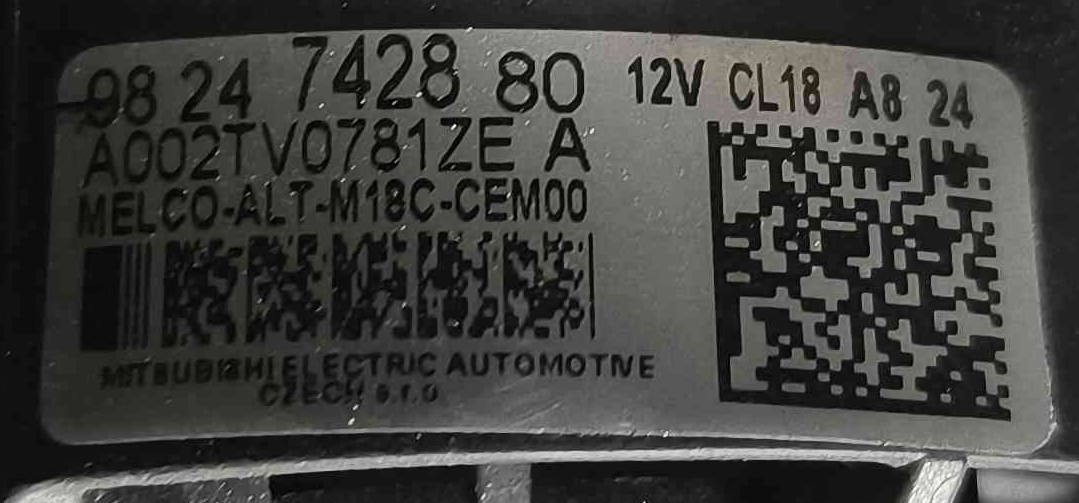 98 24 7428 80 12V CL18 A8 24
A002TV0781ZE A
MELCO-ALT-M18C-CEM00
MITSUBISHI ELECTRIC AUTOMOTIVE
CZECH s.r.o